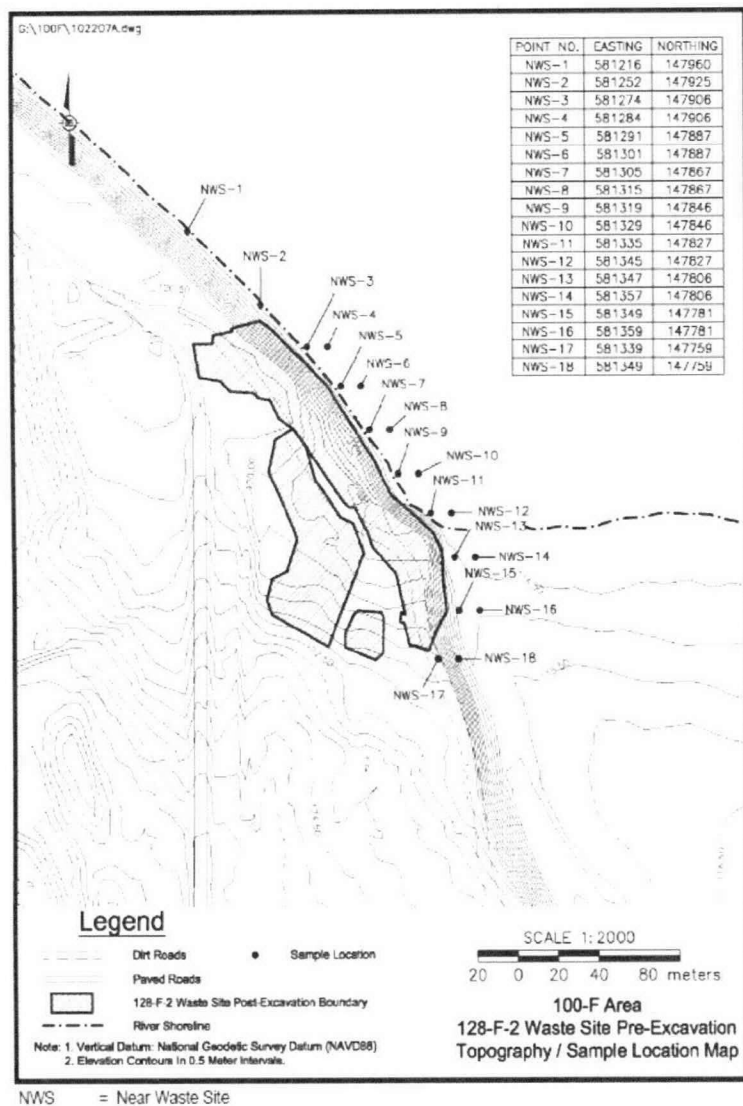 G:\100F\102207A.dwg
POINT NO. EASTING NORTHING
NWS-1 581216 147960
NWS-2 581252 147925
NWS-3 581274 147906
NWS-4 581284 147906
NWS-5 581291 147887
NWS-6 581301 147887
NWS-7 581305 147867
NWS-8 581315 147867
NWS-9 581319 147846
NWS-10 581329 147846
NWS-11 581335 147827
NWS-12 581345 147827
NWS-13 581347 147806
NWS-14 581357 147806
NWS-15 581349 147781
NWS-16 581359 147781
NWS-17 581339 147759
NWS-18 581349 147759
NWS-1
NWS-2
NWS-3
NWS-4
NWS-5
NWS-6
NWS-7
NWS-8
NWS-9
NWS-10
NWS-11
NWS-12
NWS-13
NWS-14
NWS-15
NWS-16
NWS-18
NWS-17
Legend
Dirt Roads
Sample Location
Paved Roads
128-F-2 Waste Site Post-Excavation Boundary
River Shoreline
Note: 1. Vertical Datum: National Geodetic Survey Datum (NAVD88)
2. Elevation Contours In 0.5 Meter Intervals.
SCALE 1:2000
20 0 20 40 80 meters
100-F Area
128-F-2 Waste Site Pre-Excavation
Topography / Sample Location Map
NWS = Near Waste Site